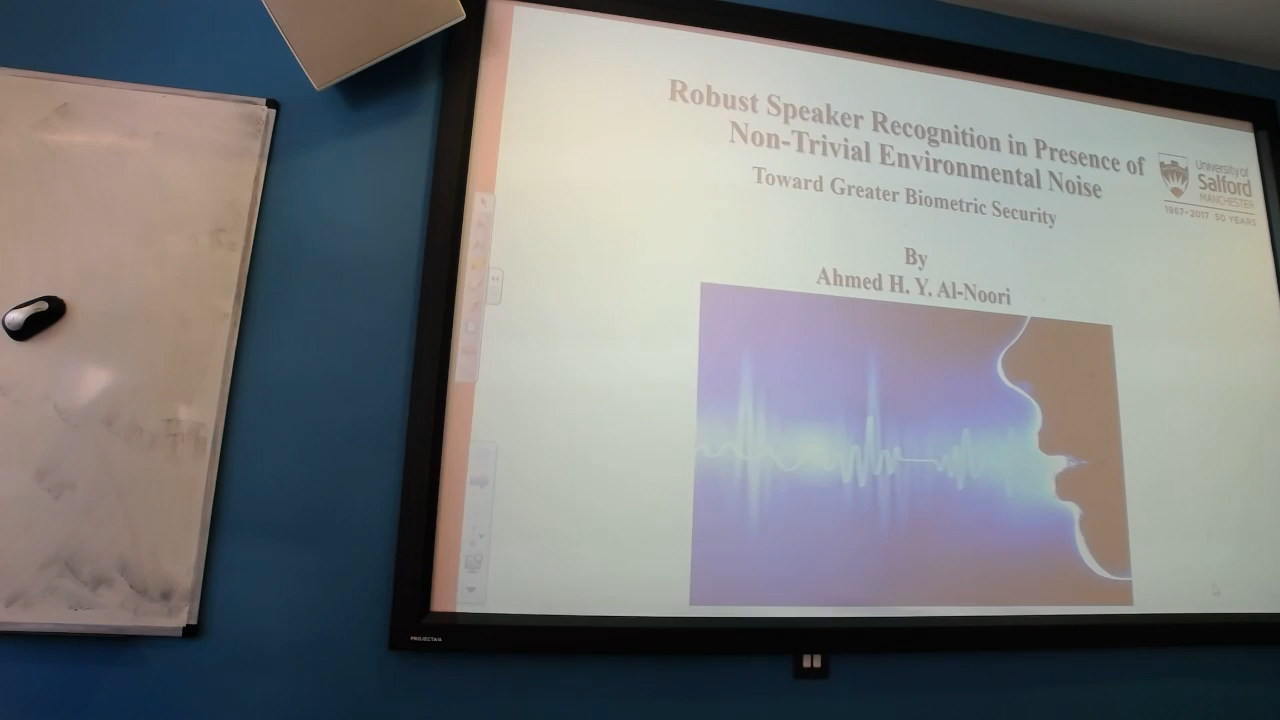 Robust Speaker Recognition in Presence of
Non-Trivial Environmental Noise
Toward Greater Biometric Security
University of
Salford
MANCHESTER
1967-2017 50 YEARS
By
Ahmed H. Y. Al-Noori
PROJECTA